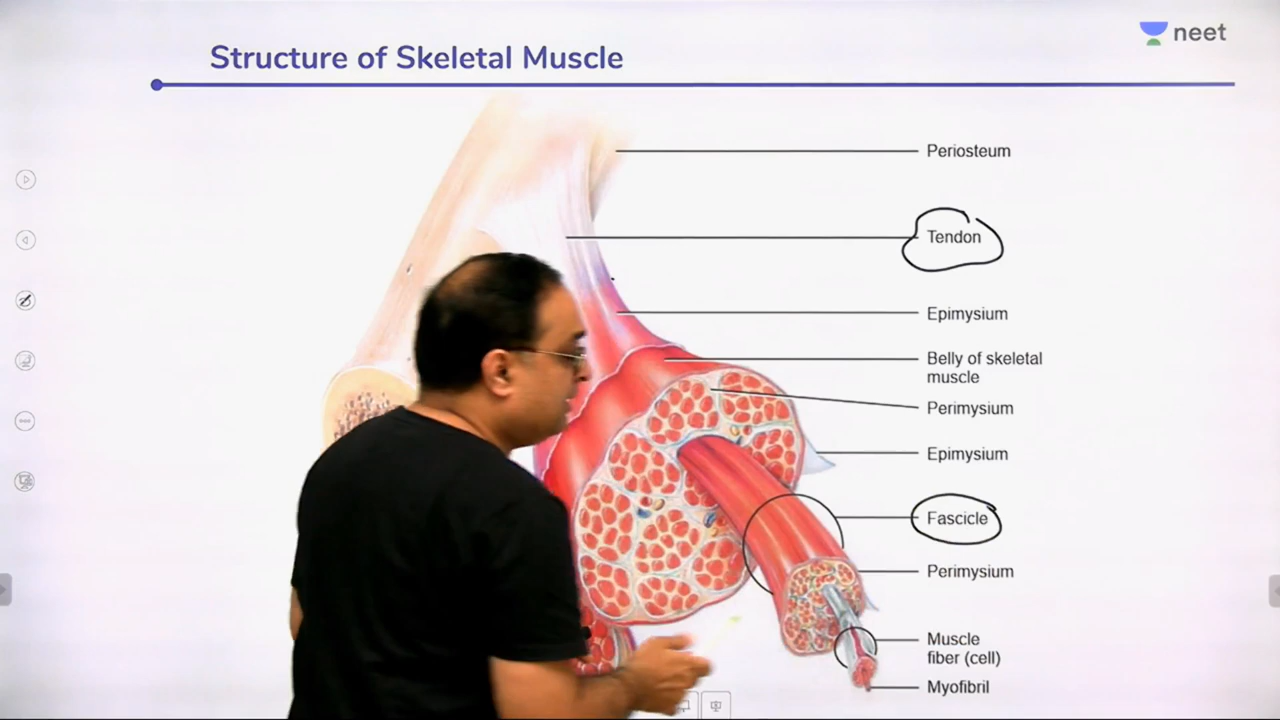 Structure of Skeletal Muscle
neet
Periosteum
Tendon
Epimysium
Belly of skeletal
muscle
Perimysium
Epimysium
Fascicle
Perimysium
Muscle
fiber (cell)
Myofibril